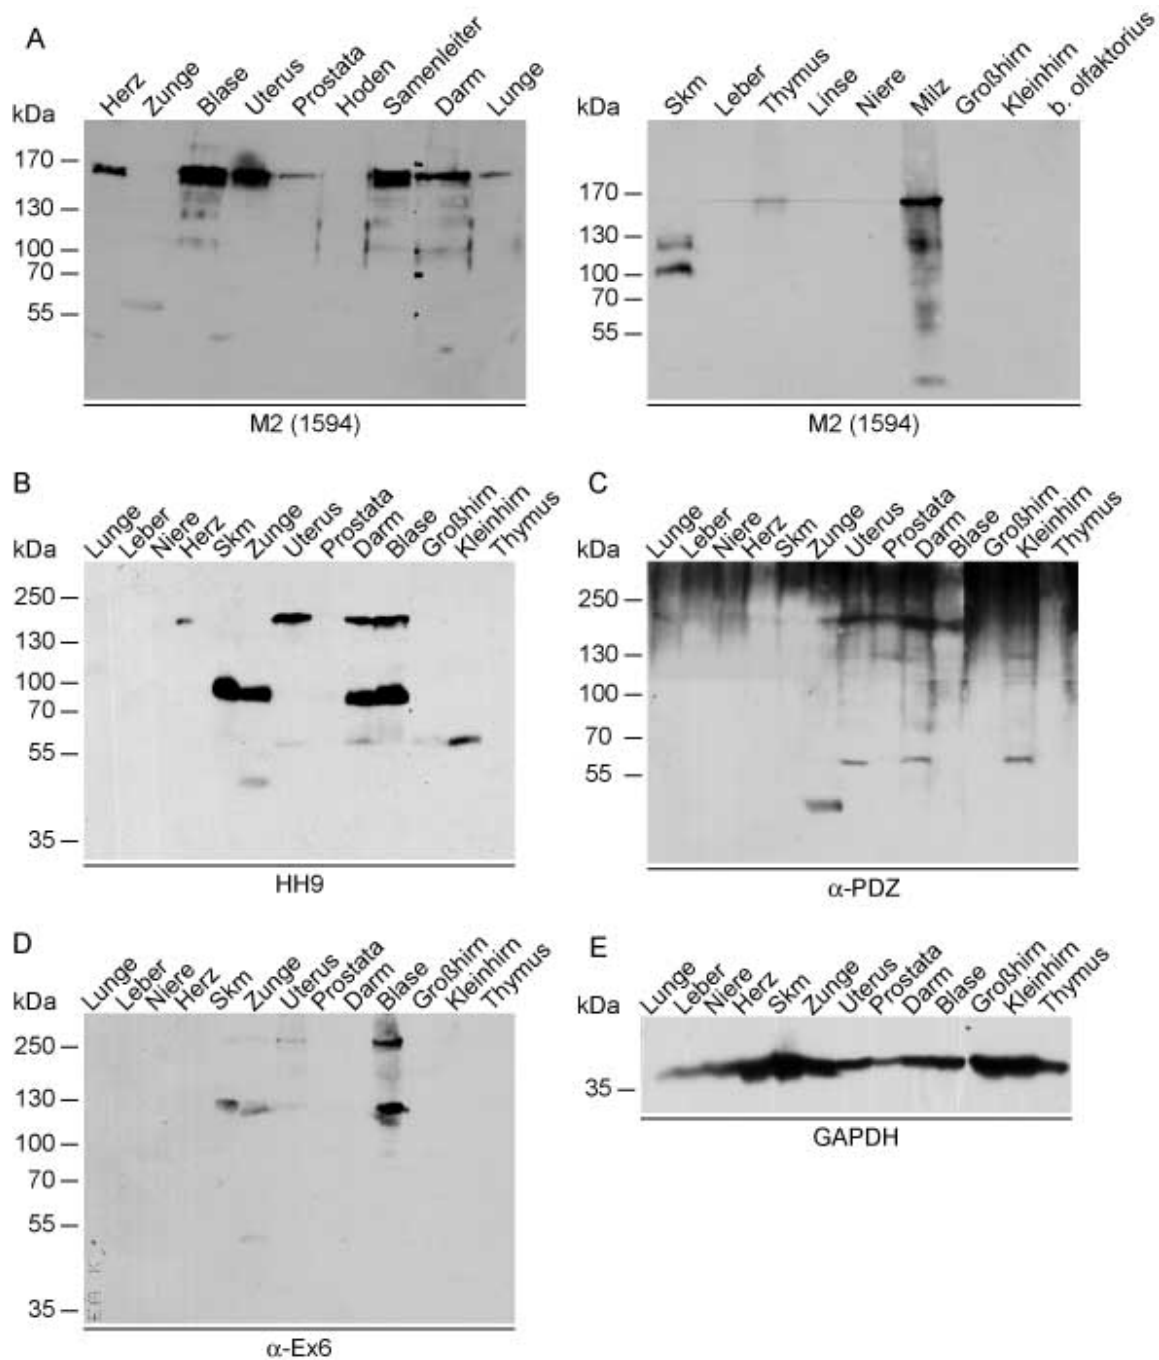 A
kDa Herz Zunge Blase Uterus Prostata Hoden Samenleiter Darm Lunge
170
130
100
70
55
M2 (1594)
kDa Skm Leber Thymus Linse Niere Milz Großhirn Kleinhirn b. olfaktorius
170
130
100
70
55
M2 (1594)
B
kDa Lunge Leber Niere Herz Skm Zunge Uterus Prostata Darm Blase Großhirn Kleinhirn Thymus
250
130
100
70
55
35
HH9
C
kDa Lunge Leber Niere Herz Skm Zunge Uterus Prostata Darm Blase Großhirn Kleinhirn Thymus
250
130
100
70
55
α-PDZ
D
kDa Lunge Leber Niere Herz Skm Zunge Uterus Prostata Darm Blase Großhirn Kleinhirn Thymus
250
130
100
70
55
35
α-Ex6
E
kDa Lunge Leber Niere Herz Skm Zunge Uterus Prostata Darm Blase Großhirn Kleinhirn Thymus
35
GAPDH